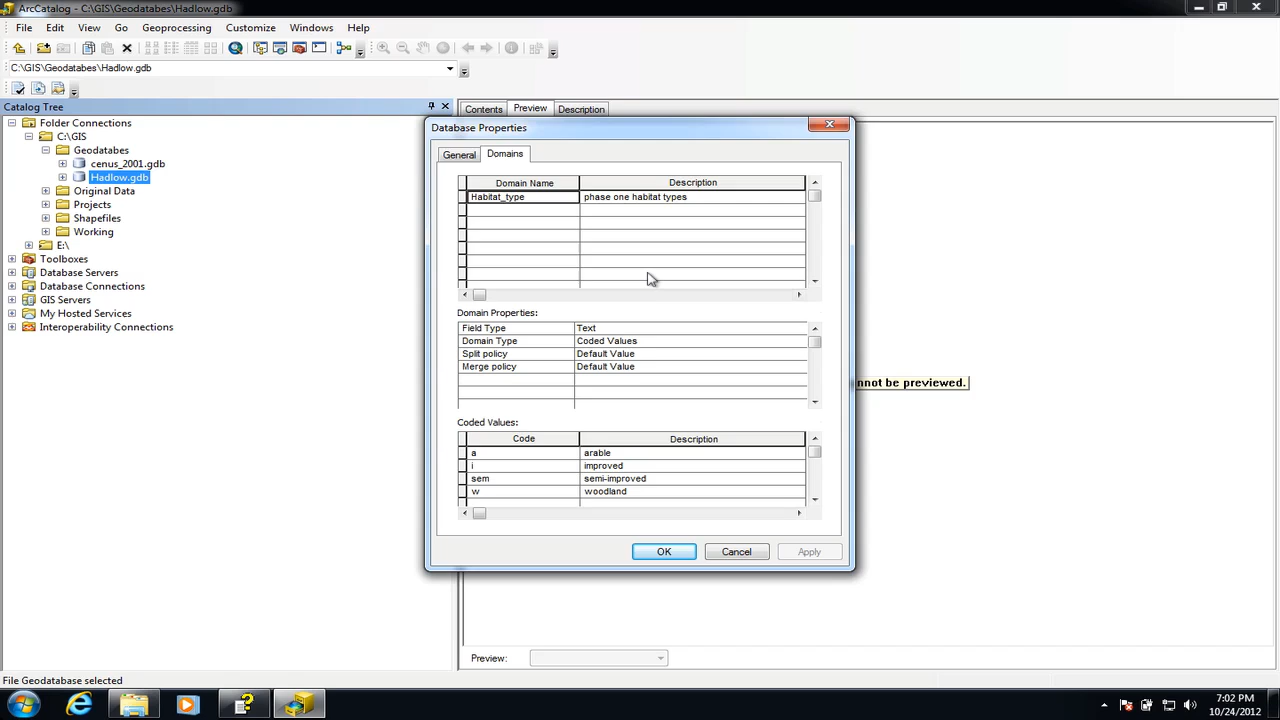 ArcCatalog - C:\GIS\Geodatabes\Hadlow.gdb
File Edit View Go Geoprocessing Customize Windows Help
C:\GIS\Geodatabes\Hadlow.gdb
Catalog Tree
Contents Preview Description
Folder Connections
C:\GIS
Geodatabes
cenus_2001.gdb
Hadlow.gdb
Original Data
Projects
Shapefiles
Working
E:\
Toolboxes
Database Servers
Database Connections
GIS Servers
My Hosted Services
Interoperability Connections
Database Properties
General Domains
Domain Name Description
Habitat_type phase one habitat types
Domain Properties:
Field Type Text
Domain Type Coded Values
Split policy Default Value
Merge policy Default Value
nnot be previewed.
Coded Values:
Code Description
a arable
i improved
sem semi-improved
w woodland
OK Cancel Apply
Preview:
File Geodatabase selected
7:02 PM
10/24/2012